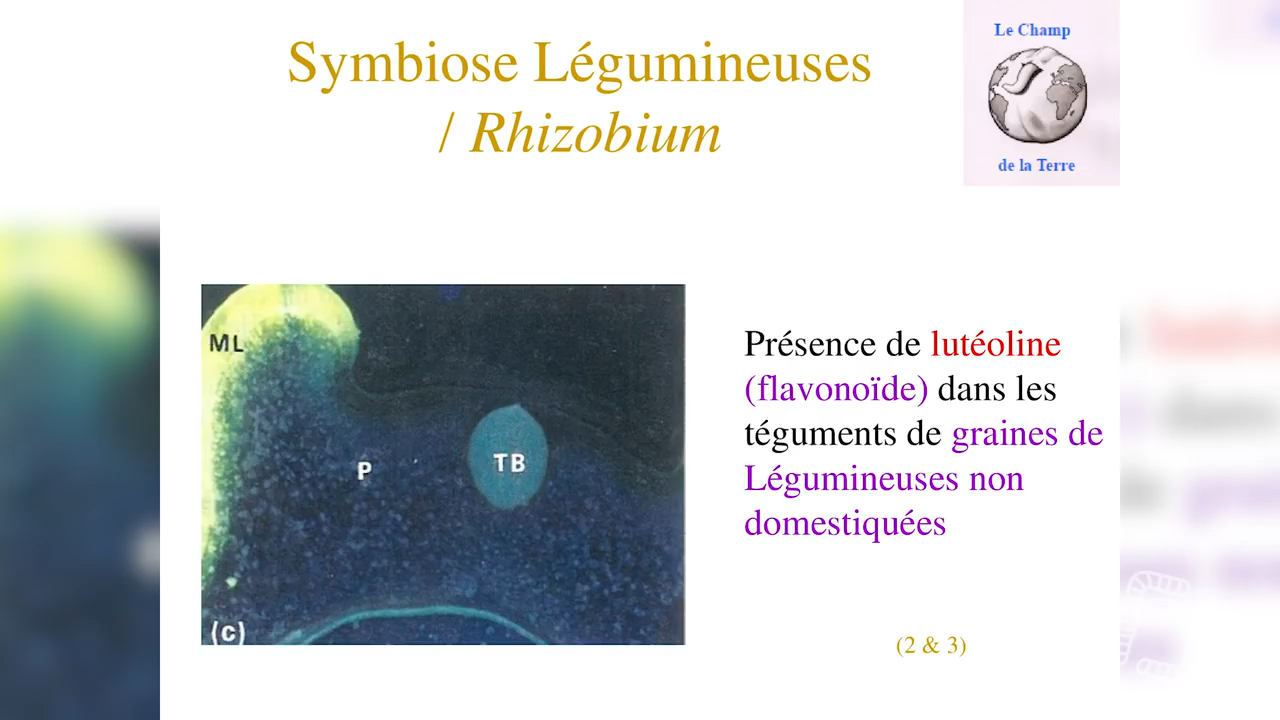 Symbiose Légumineuses
/ Rhizobium
Le Champ
de la Terre
ML
P
TB
(c)
Présence de lutéoline
(flavonoïde) dans les
téguments de graines de
Légumineuses non
domestiquées
(2 & 3)